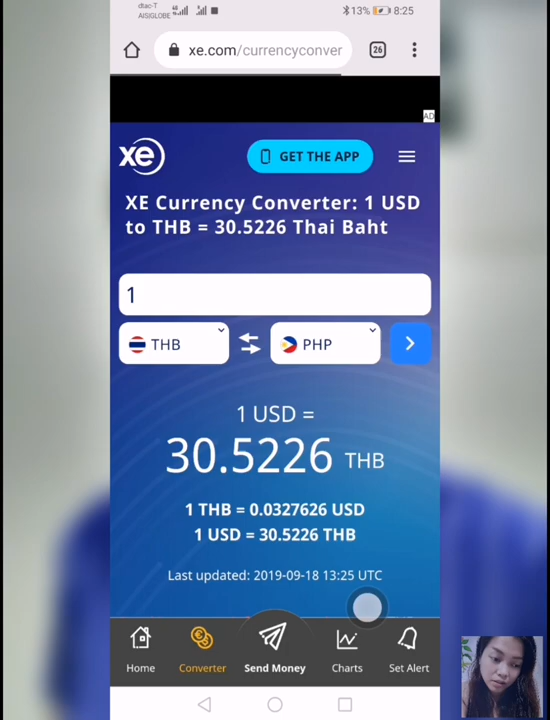 dtac-T
AISIGLOBE
13% 8:25
xe.com/currencyconver
26
AD
xe
GET THE APP
XE Currency Converter: 1 USD
to THB = 30.5226 Thai Baht
1
THB
PHP
1 USD =
30.5226 THB
1 THB = 0.0327626 USD
1 USD = 30.5226 THB
Last updated: 2019-09-18 13:25 UTC
Home Converter Send Money Charts Set Alert